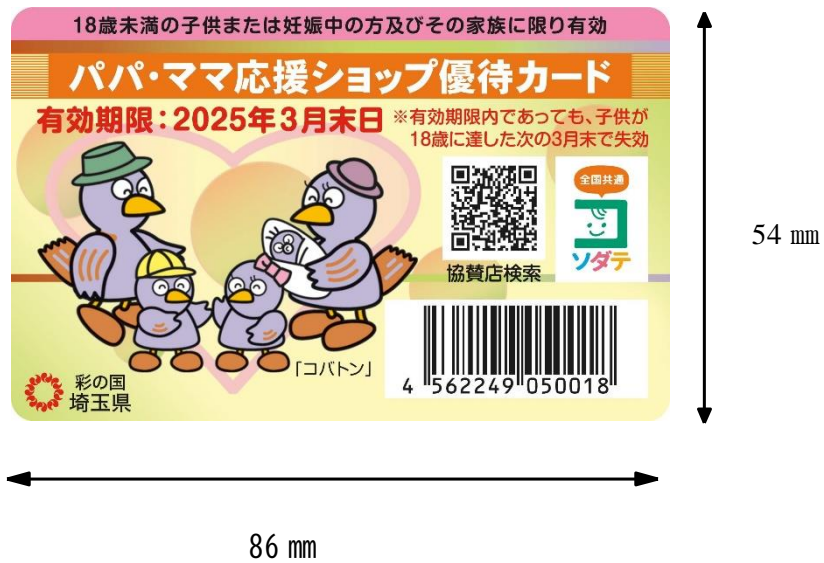 18歳未満の子供または妊娠中の方及びその家族に限り有効
パパ・ママ応援ショップ優待カード
有効期限：2025年3月末日
※有効期限内であっても、子供が
18歳に達した次の3月末で失効
全国共通
コ
ソダテ
協賛店検索
「コバトン」
彩の国
埼玉県
4 562249 050018
54 ㎜
86 ㎜